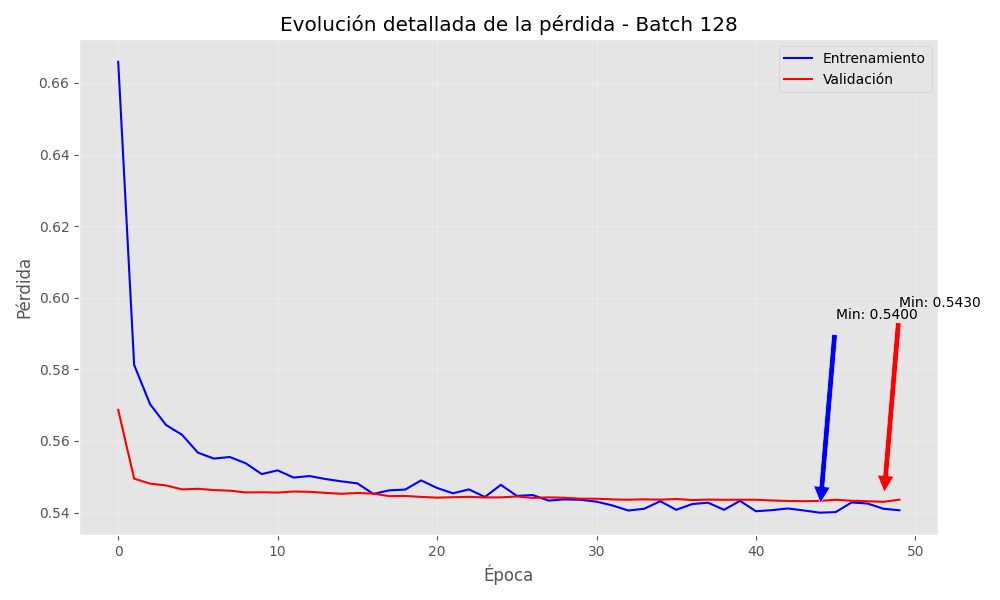 Evolución detallada de la pérdida - Batch 128
Entrenamiento
Validación
Pérdida
0.66
0.64
0.62
0.60
0.58
0.56
0.54
Min: 0.5430
Min: 0.5400
0
10
20
30
40
50
Época